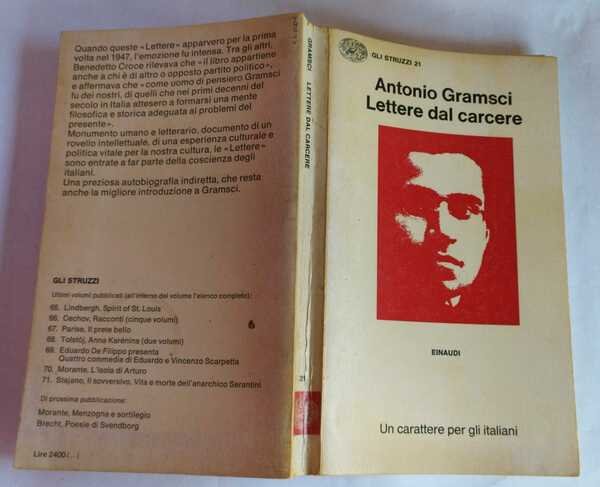 Quando queste «Lettere» apparvero per la prima
volta nel 1947, l'emozione fu intensa. Tra gli altri,
Benedetto Croce rilevava che «il libro appartiene
anche a chi è di altro o opposto partito politico»,
e affermava che «come uomo di pensiero Gramsci
fu dei nostri, di quelli che nei primi decenni del
secolo in Italia attesero a formarsi una mente
filosofica e storica adeguata ai problemi del
presente».
Monumento umano e letterario, documento di un
rovello intellettuale, di una esperienza culturale e
politica vitale per la nostra cultura, le «Lettere»
sono entrate a far parte della coscienza degli
italiani.
Una preziosa autobiografia indiretta, che resta
anche la migliore introduzione a Gramsci.
GLI STRUZZI
Ultimi volumi pubblicati (all'interno del volume l'elenco completo):
65. Lindbergh, Spirit of St. Louis
66. Cechov, Racconti (cinque volumi)
67. Parise, Il prete bello
68. Tolstòj, Anna Karénina (due volumi)
69. Eduardo De Filippo presenta
Quattro commedie di Eduardo e Vincenzo Scarpetta
70. Morante, L'isola di Arturo
71. Stajano, Il sovversivo. Vita e morte dell'anarchico Serantini
Di prossima pubblicazione:
Morante, Menzogna e sortilegio
Brecht, Poesie di Svendborg
Lire 2400
6
GRAMSCI LETTERE DAL CARCERE
21
GLI STRUZZI 21
Antonio Gramsci
Lettere dal carcere
EINAUDI
Un carattere per gli italiani